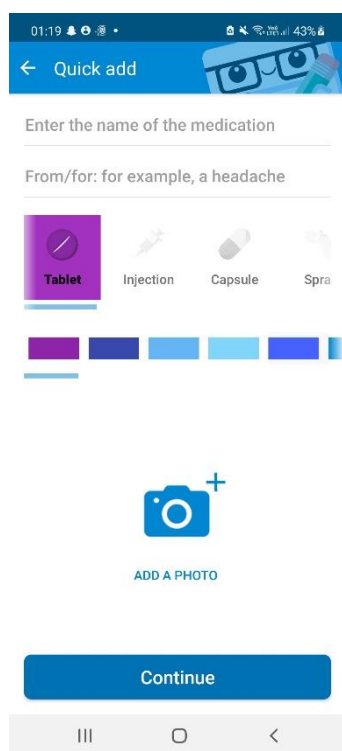 01:19 43%
Quick add
Enter the name of the medication
From/for: for example, a headache
Tablet Injection Capsule Spra
ADD A PHOTO
Continue